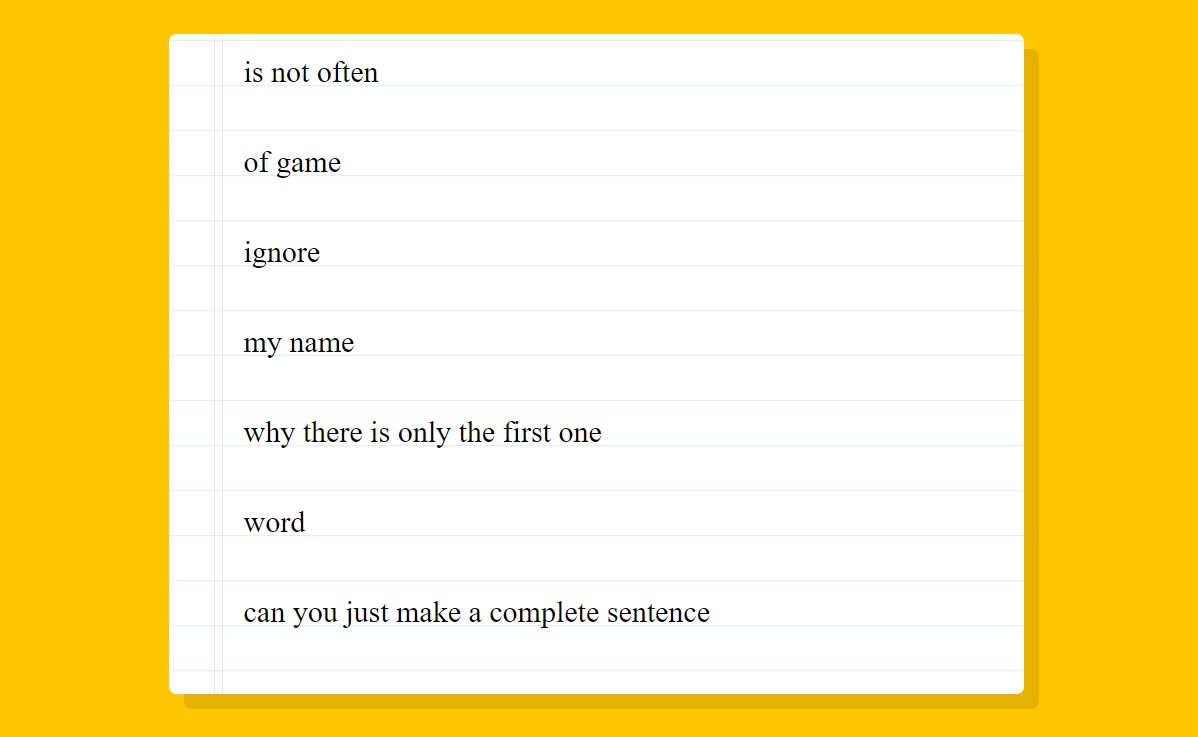 is not often
of game
ignore
my name
why there is only the first one
word
can you just make a complete sentence